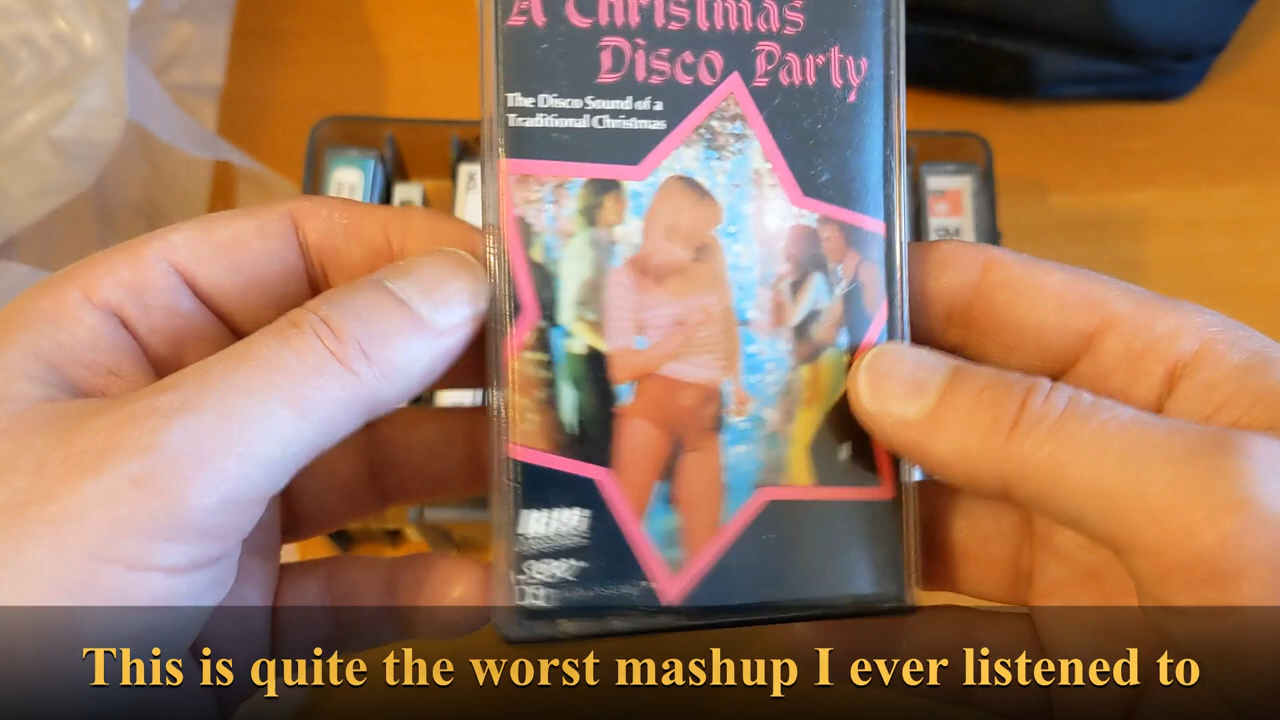 A Christmas
Disco Party
The Disco Sound of a
Traditional Christmas
This is quite the worst mashup I ever listened to